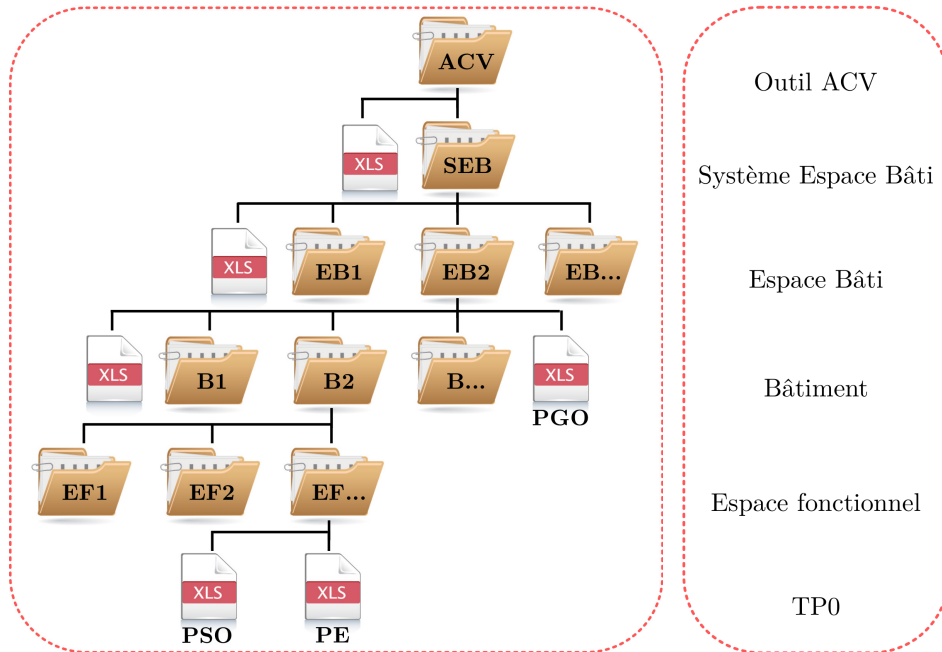 ACV
Outil ACV
XLS
SEB
Système Espace Bâti
XLS
EB1
EB2
EB...
Espace Bâti
XLS
B1
B2
B...
XLS
PGO
Bâtiment
EF1
EF2
EF...
Espace fonctionnel
XLS
PSO
XLS
PE
TP0